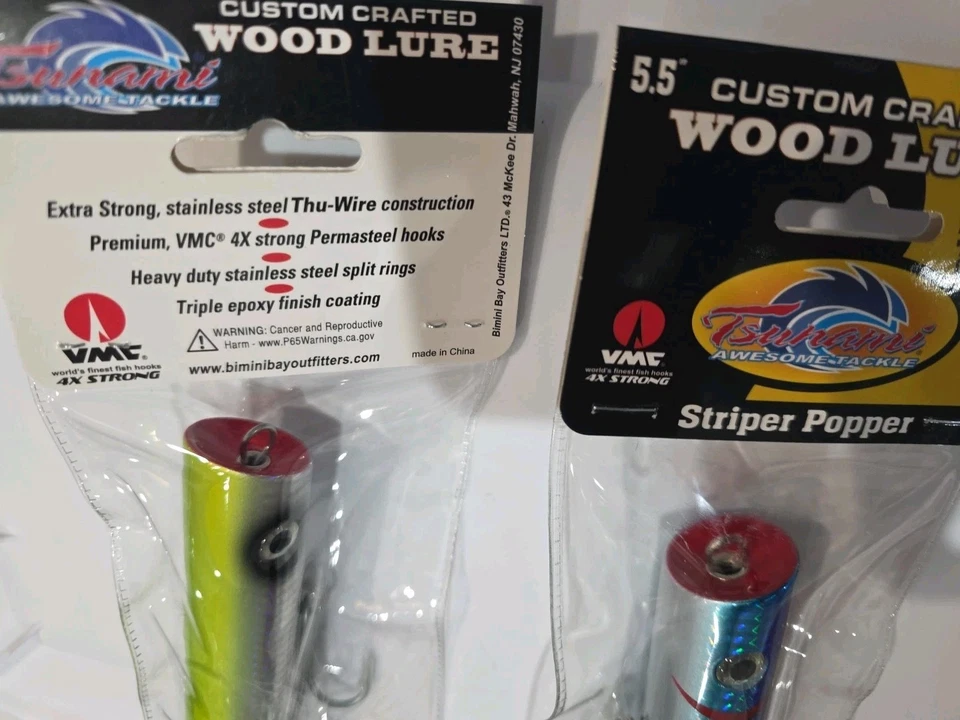 CUSTOM CRAFTED
WOOD LURE
Tsunami
AWESOME TACKLE
Extra Strong, stainless steel Thu-Wire construction
Premium, VMC® 4X strong Permasteel hooks
Heavy duty stainless steel split rings
Triple epoxy finish coating
WARNING: Cancer and Reproductive
Harm - www.P65Warnings.ca.gov
www.biminibayoutfitters.com
made in China
VMC®
world's finest fish hooks
4X STRONG
Bimini Bay Outfitters LTD.® 43 McKee Dr. Mahwah, NJ 07430
5.5"
CUSTOM CRA
WOOD LU
Tsunami
AWESOME TACKLE
VMC®
world's finest fish hooks
4X STRONG
Striper Popper